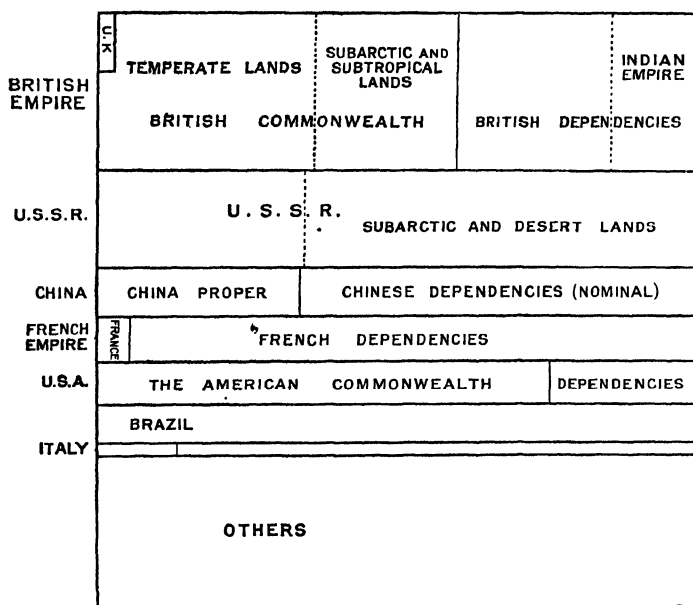 U.K
TEMPERATE LANDS
SUBARCTIC AND
SUBTROPICAL
LANDS
INDIAN
EMPIRE
BRITISH
EMPIRE
BRITISH COMMONWEALTH
BRITISH DEPENDENCIES
U.S.S.R.
U.S.S.R.
SUBARCTIC AND DESERT LANDS
CHINA
CHINA PROPER
CHINESE DEPENDENCIES (NOMINAL)
FRENCH
EMPIRE
FRANCE
FRENCH DEPENDENCIES
U.S.A.
THE AMERICAN COMMONWEALTH
DEPENDENCIES
BRAZIL
ITALY
OTHERS